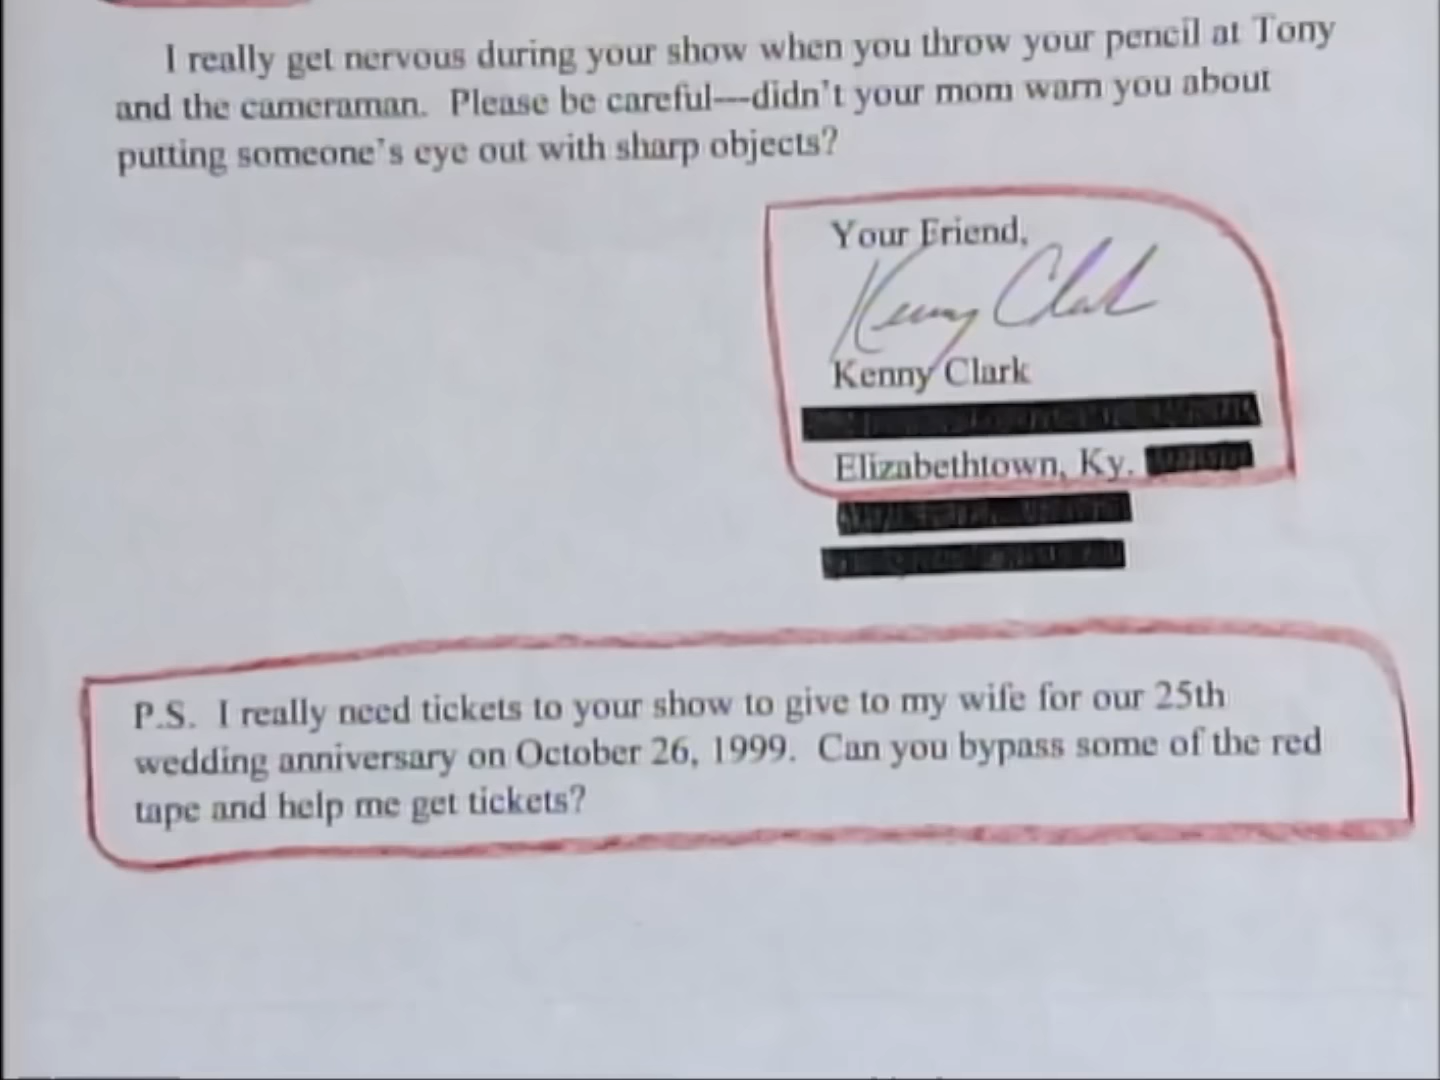 I really get nervous during your show when you throw your pencil at Tony
and the cameraman.  Please be careful—didn't your mom warn you about
putting someone's eye out with sharp objects?
Your Friend,
Kenny Clark
Kenny Clark
Elizabethtown, Ky.
P.S.  I really need tickets to your show to give to my wife for our 25th
wedding anniversary on October 26, 1999.  Can you bypass some of the red
tape and help me get tickets?